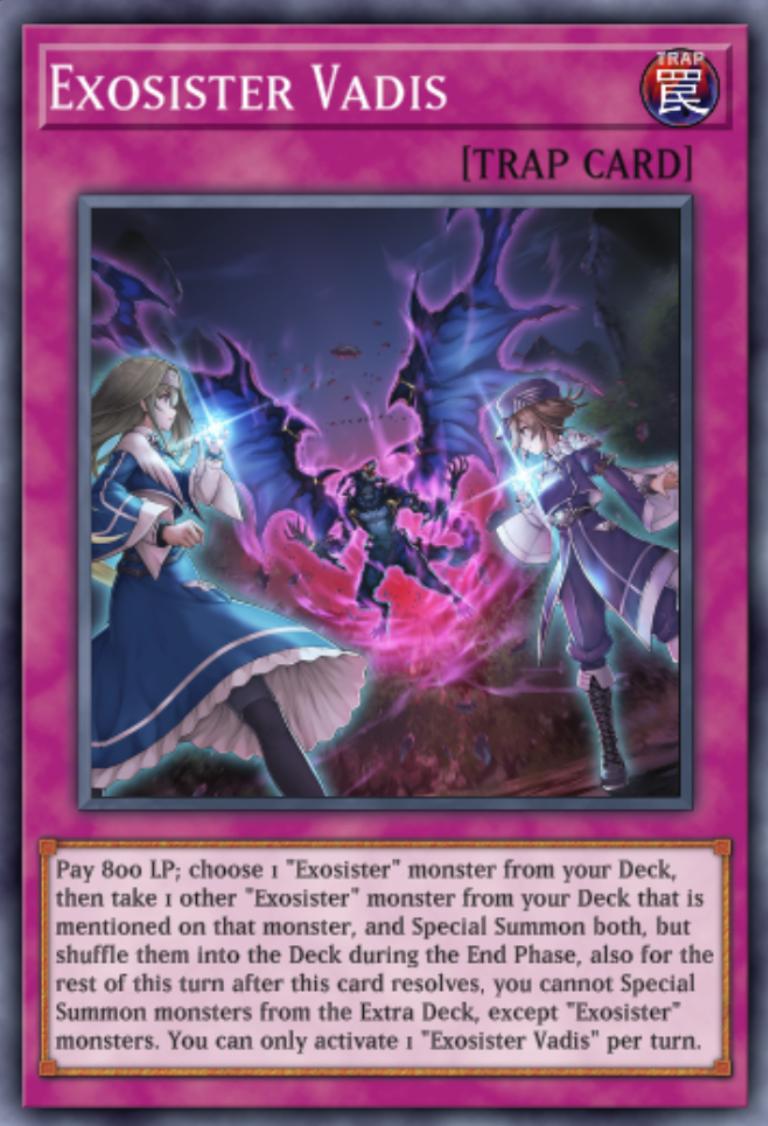 Exosister Vadis
TRAP
罠
[TRAP CARD]
Pay 800 LP; choose 1 "Exosister" monster from your Deck,
then take 1 other "Exosister" monster from your Deck that is
mentioned on that monster, and Special Summon both, but
shuffle them into the Deck during the End Phase, also for the
rest of this turn after this card resolves, you cannot Special
Summon monsters from the Extra Deck, except "Exosister"
monsters. You can only activate 1 "Exosister Vadis" per turn.